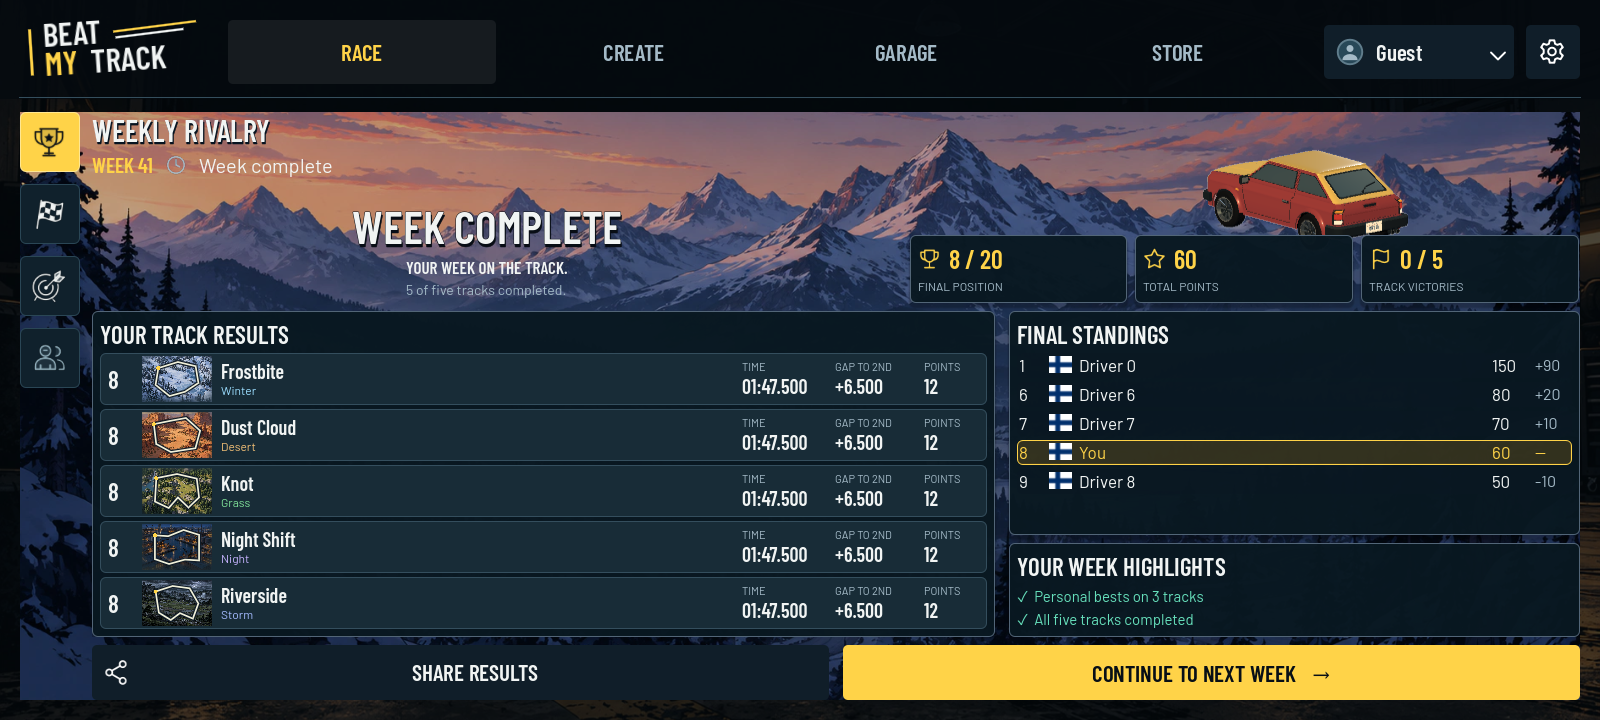 BEAT
MY TRACK
RACE
CREATE
GARAGE
STORE
Guest
WEEKLY RIVALRY
WEEK 41 Week complete
WEEK COMPLETE
YOUR WEEK ON THE TRACK.
5 of five tracks completed.
8 / 20
FINAL POSITION
60
TOTAL POINTS
0 / 5
TRACK VICTORIES
YOUR TRACK RESULTS
8 Frostbite
Winter
TIME GAP TO 2ND POINTS
01:47.500 +6.500 12
8 Dust Cloud
Desert
TIME GAP TO 2ND POINTS
01:47.500 +6.500 12
8 Knot
Grass
TIME GAP TO 2ND POINTS
01:47.500 +6.500 12
8 Night Shift
Night
TIME GAP TO 2ND POINTS
01:47.500 +6.500 12
8 Riverside
Storm
TIME GAP TO 2ND POINTS
01:47.500 +6.500 12
FINAL STANDINGS
1 Driver 0 150 +90
6 Driver 6 80 +20
7 Driver 7 70 +10
8 You 60 —
9 Driver 8 50 -10
YOUR WEEK HIGHLIGHTS
✓ Personal bests on 3 tracks
✓ All five tracks completed
SHARE RESULTS
CONTINUE TO NEXT WEEK →